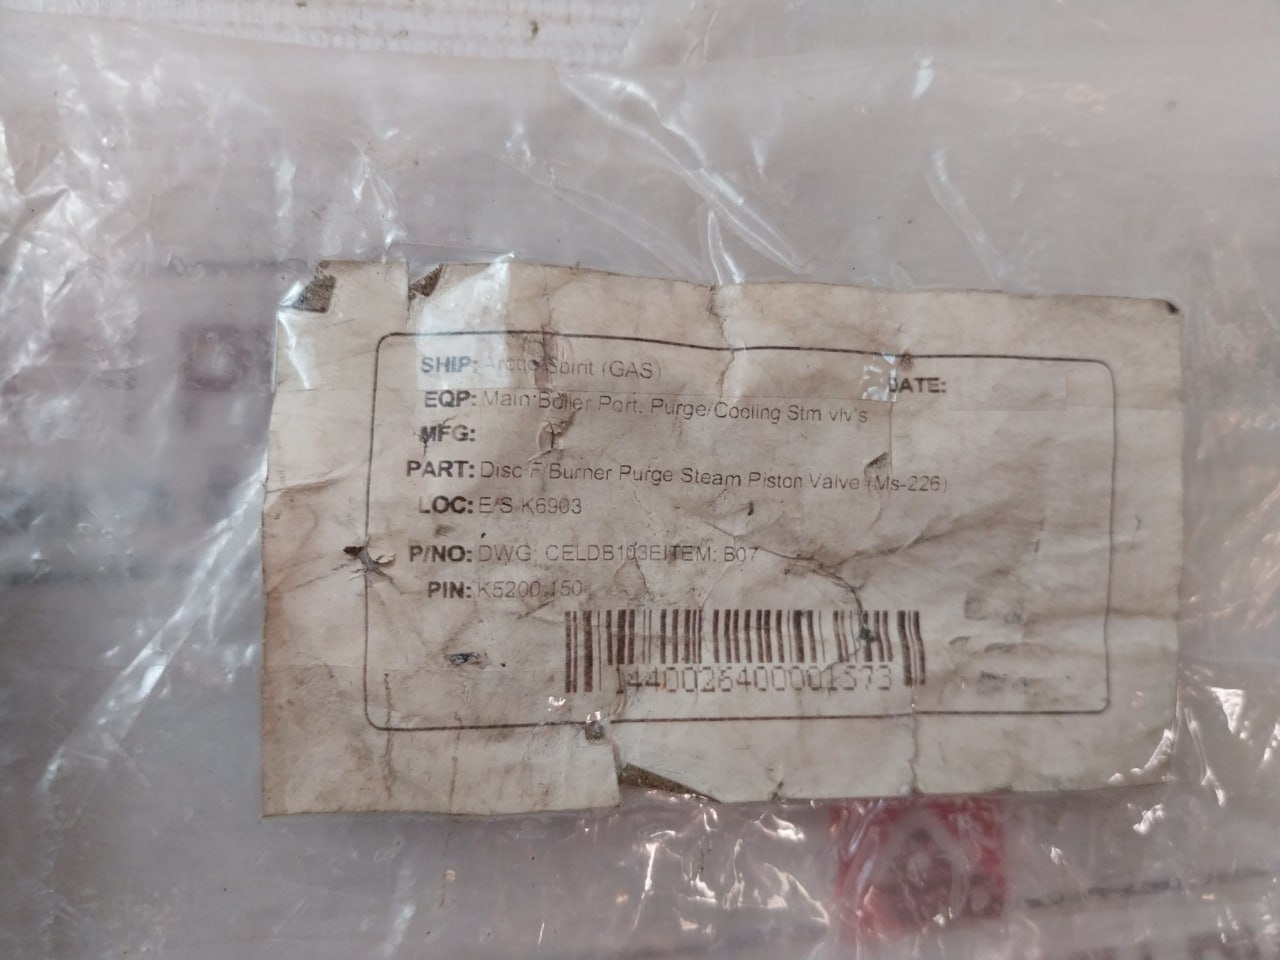 SHIP: Arctic Spirit (GAS)
DATE:
EQP: Main Boiler Port, Purge/Cooling Stm vlv's
MFG:
PART: Disc F/Burner Purge Steam Piston Valve (Ms-226)
LOC: E/S K6903
P/NO: DWG: CELDB103EITEM: B07
PIN: K5200.150
1440026400001573